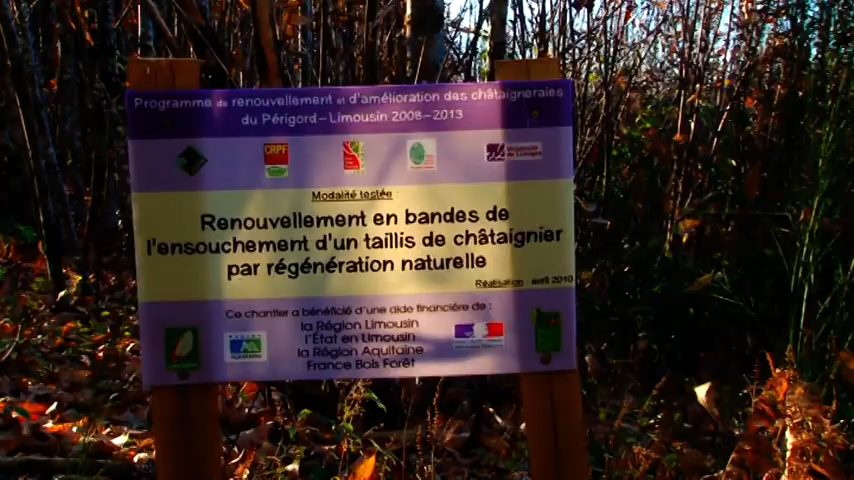 Programme de renouvellement et d'amélioration des châtaigneraies
du Périgord-Limousin 2008-2013
CRPF
Modalité testée :
Renouvellement en bandes de
l'ensouchement d'un taillis de châtaignier
par régénération naturelle
Réalisation : avril 2010
Ce chantier a bénéficié d'une aide financière de :
la Région Limousin
l'État en Limousin
la Région Aquitaine
France Bois Forêt